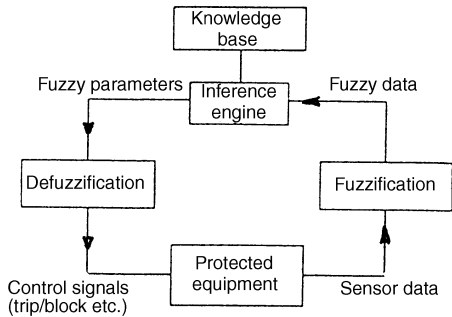 Knowledge
base
Fuzzy parameters
Inference
engine
Fuzzy data
Defuzzification
Fuzzification
Control signals
(trip/block etc.)
Protected
equipment
Sensor data